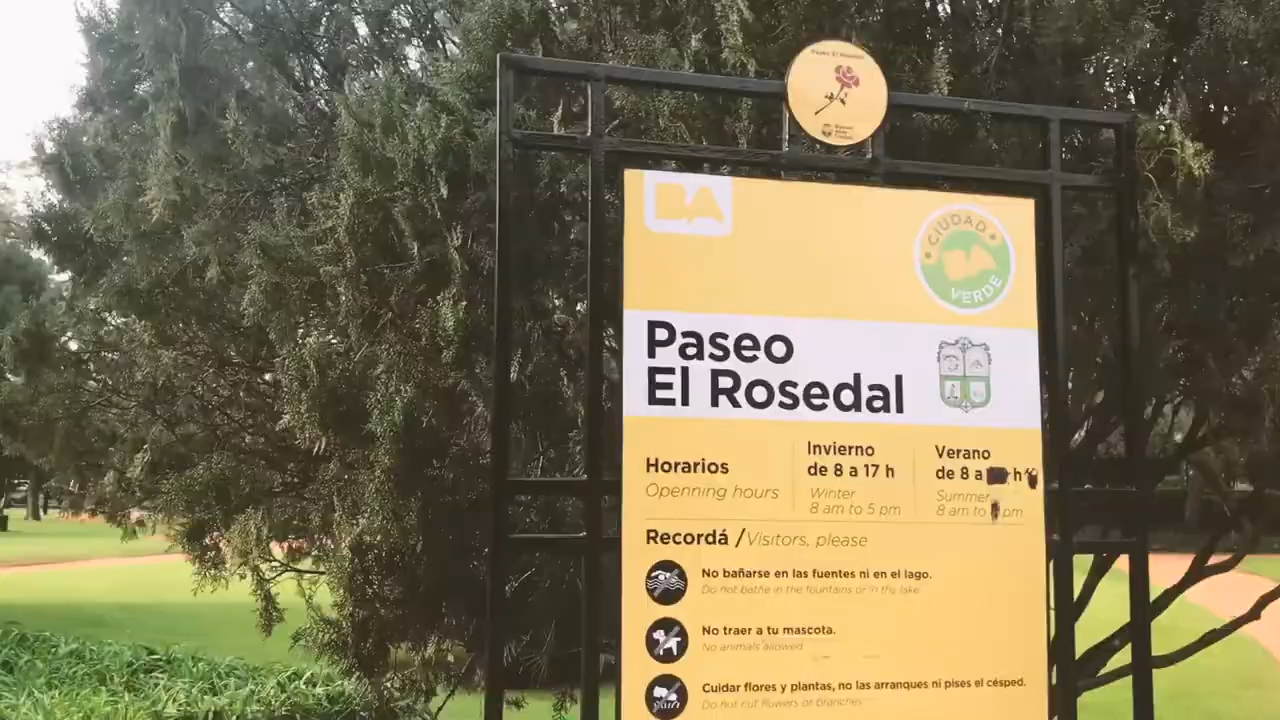 Paseo El Rosedal
BA
CIUDAD
VERDE
Paseo
El Rosedal
Horarios
Openning hours
Invierno
de 8 a 17 h
Winter
8 am to 5 pm
Verano
de 8 a h
Summer
8 am to pm
Recordá / Visitors, please
No bañarse en las fuentes ni en el lago.
Do not bathe in the fountains or in the lake.
No traer a tu mascota.
No animals allowed
Cuidar flores y plantas, no las arranques ni pises el césped.
Do not cut flowers or branches